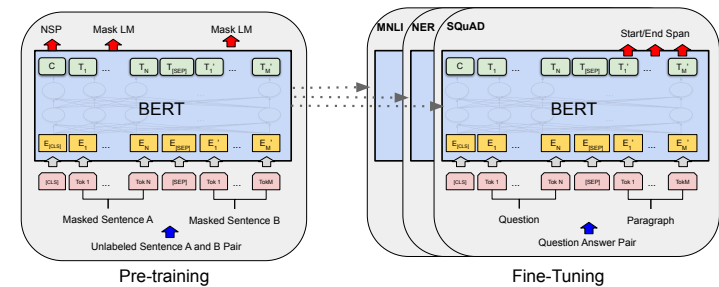 NSP Mask LM Mask LM
C T1 ... TN T[SEP] T1' ... TM'
BERT
E[CLS] E1 ... EN E[SEP] E1' ... EM'
[CLS] Tok 1 ... Tok N [SEP] Tok 1 ... TokM
Masked Sentence A Masked Sentence B
Unlabeled Sentence A and B Pair
Pre-training
MNLI NER SQuAD
Start/End Span
C T1 ... TN T[SEP] T1' ... TM'
BERT
E[CLS] E1 ... EN E[SEP] E1' ... EM'
[CLS] Tok 1 ... Tok N [SEP] Tok 1 ... TokM
Question Paragraph
Question Answer Pair
Fine-Tuning